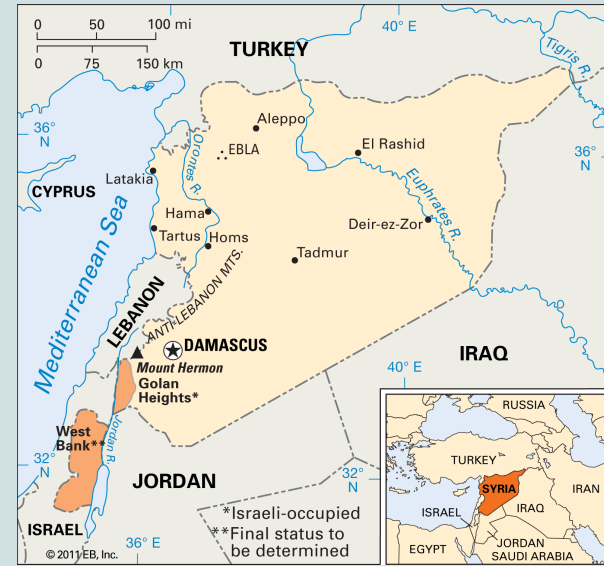 0 50 100 mi
0 75 150 km
40° E
TURKEY
Tigris R.
36°
N
Aleppo
EBLA
El Rashid
36°
N
Orontes R.
CYPRUS
Latakia
Euphrates R.
Hama
Deir-ez-Zor
Tartus
Homs
Mediterranean Sea
Tadmur
LEBANON
ANTI-LEBANON MTS.
DAMASCUS
IRAQ
Mount Hermon
Golan
Heights*
40° E
West
Bank**
Jordan R.
32°
N
32°
N
JORDAN
ISRAEL
*Israeli-occupied
**Final status to
be determined
© 2011 EB, Inc.
36° E
RUSSIA
TURKEY
SYRIA
IRAN
ISRAEL
IRAQ
EGYPT
JORDAN
SAUDI ARABIA